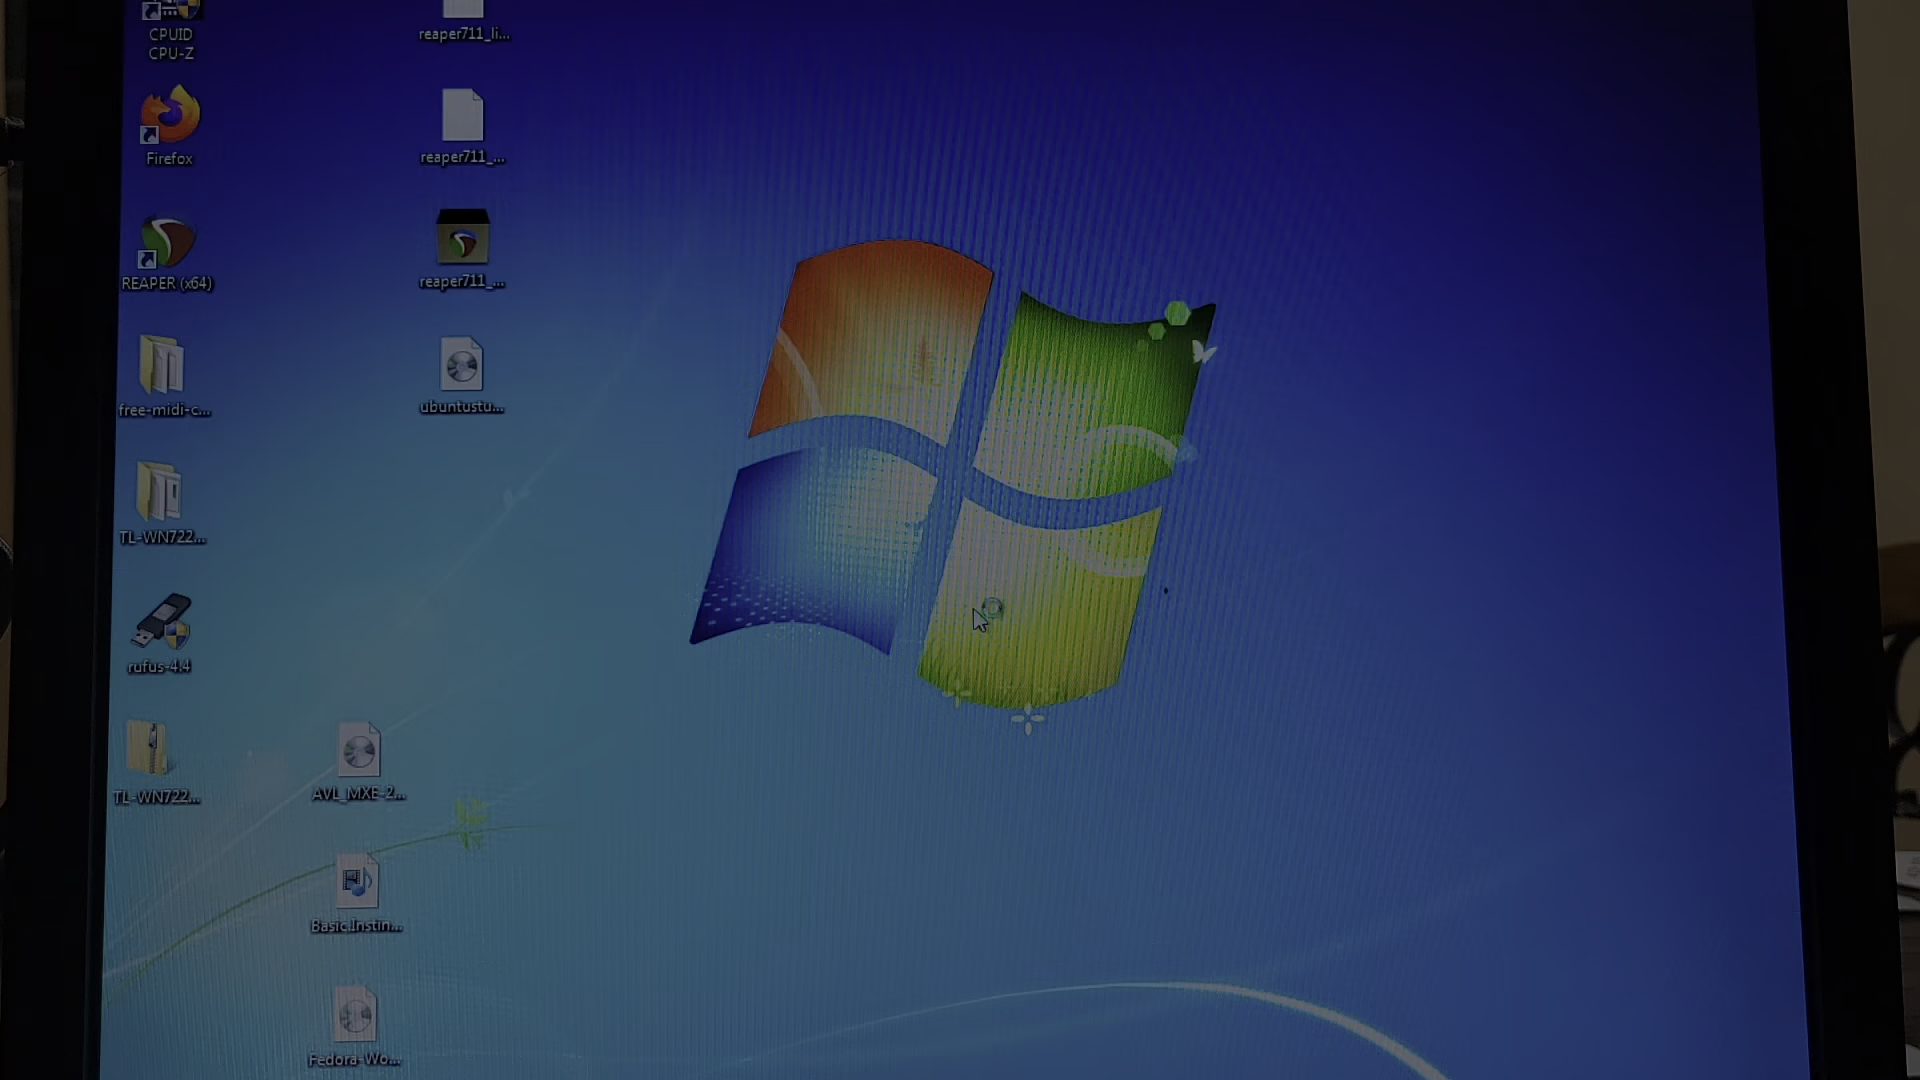 CPUID
CPU-Z
Firefox
REAPER (x64)
free-midi-c...
TL-WN722...
rufus-4.4
TL-WN722...
reaper711_li...
reaper711_...
reaper711_...
ubuntustu...
AVL_MXE-2...
Basic.Instin...
Fedora-Wo...